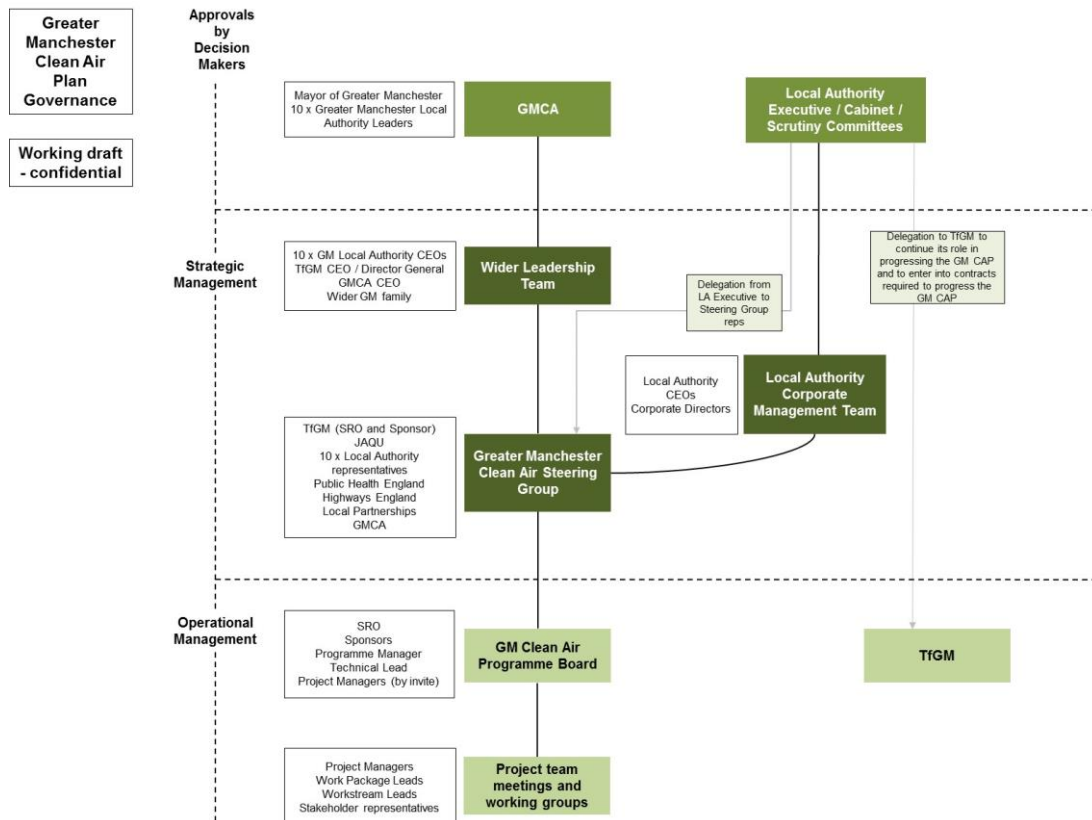 Greater
Manchester
Clean Air
Plan
Governance
Working draft
- confidential
Approvals
by
Decision
Makers
Mayor of Greater Manchester
10 x Greater Manchester Local
Authority Leaders
GMCA
Local Authority
Executive / Cabinet /
Scrutiny Committees
Strategic
Management
10 x GM Local Authority CEOs
TfGM CEO / Director General
GMCA CEO
Wider GM family
Wider Leadership
Team
Delegation from
LA Executive to
Steering Group
reps
Delegation to TfGM to
continue its role in
progressing the GM CAP
and to enter into contracts
required to progress the
GM CAP
Local Authority
CEOs
Corporate Directors
Local Authority
Corporate
Management Team
TfGM (SRO and Sponsor)
JAQU
10 x Local Authority
representatives
Public Health England
Highways England
Local Partnerships
GMCA
Greater Manchester
Clean Air Steering
Group
Operational
Management
SRO
Sponsors
Programme Manager
Technical Lead
Project Managers (by invite)
GM Clean Air
Programme Board
TfGM
Project Managers
Work Package Leads
Workstream Leads
Stakeholder representatives
Project team
meetings and
working groups